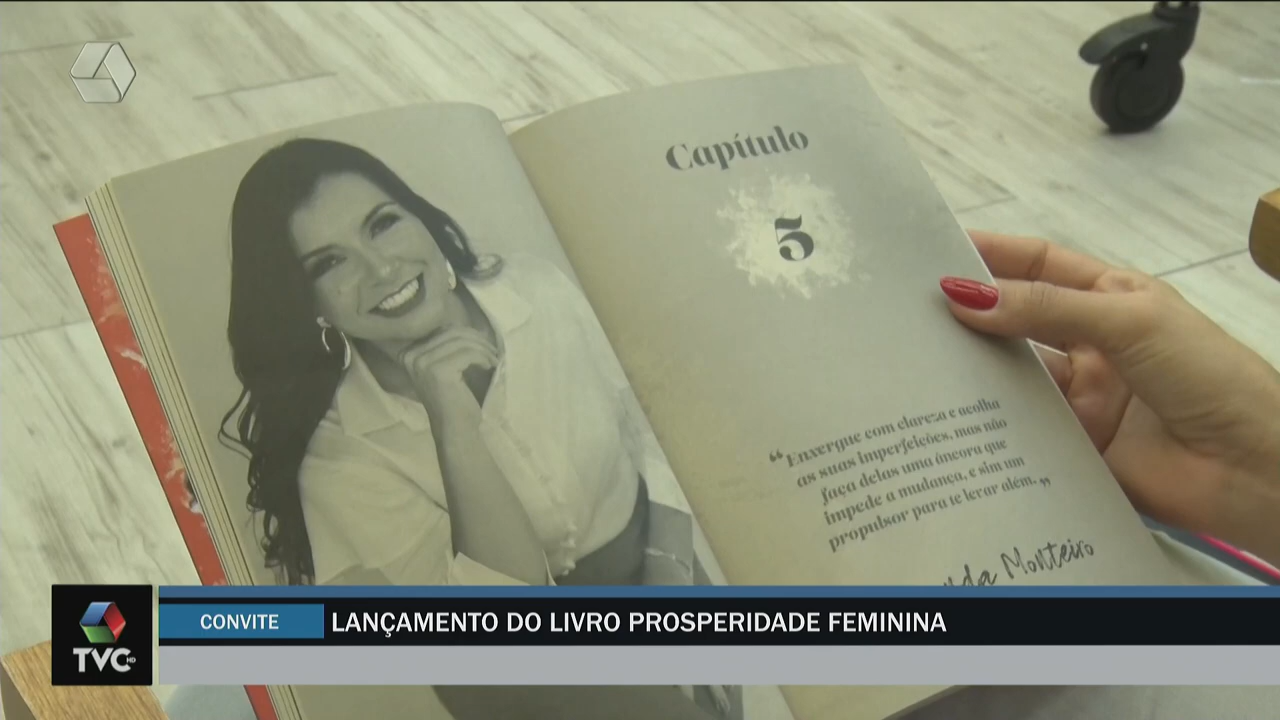 Capítulo
5
“Enxergue com clareza e acolha
as suas imperfeições, mas não
faça delas uma âncora que
impede a mudança, e sim um
propulsor para te levar além.”
Monteiro
CONVITE
LANÇAMENTO DO LIVRO PROSPERIDADE FEMININA
TVC HD